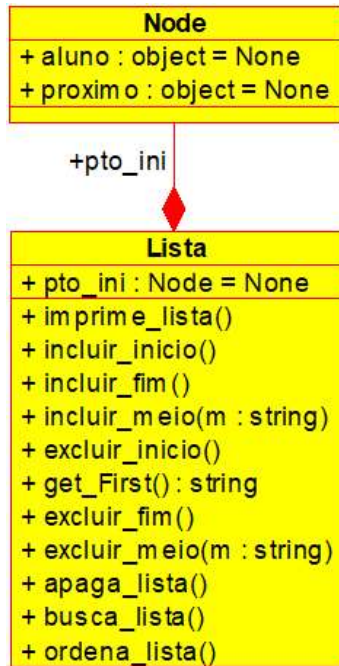 Node
+ aluno : object = None
+ proximo : object = None
+pto_ini
Lista
+ pto_ini : Node = None
+ imprime_lista()
+ incluir_inicio()
+ incluir_fim()
+ incluir_meio(m : string)
+ excluir_inicio()
+ get_First() : string
+ excluir_fim()
+ excluir_meio(m : string)
+ apaga_lista()
+ busca_lista()
+ ordena_lista()